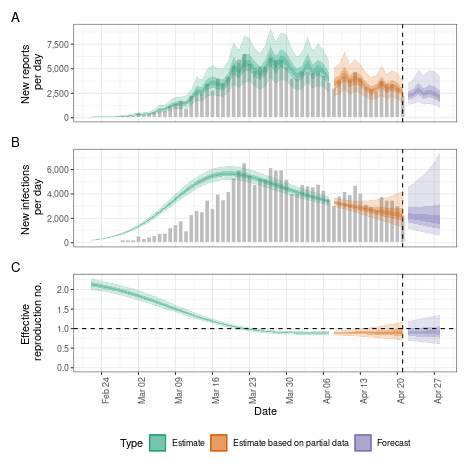 A
New reports
per day
7,500
5,000
2,500
0
B
New infections
per day
6,000
4,000
2,000
0
C
Effective
reproduction no.
2.0
1.5
1.0
0.5
0.0
Feb 24
Mar 02
Mar 09
Mar 16
Mar 23
Mar 30
Apr 06
Apr 13
Apr 20
Apr 27
Date
Type Estimate Estimate based on partial data Forecast